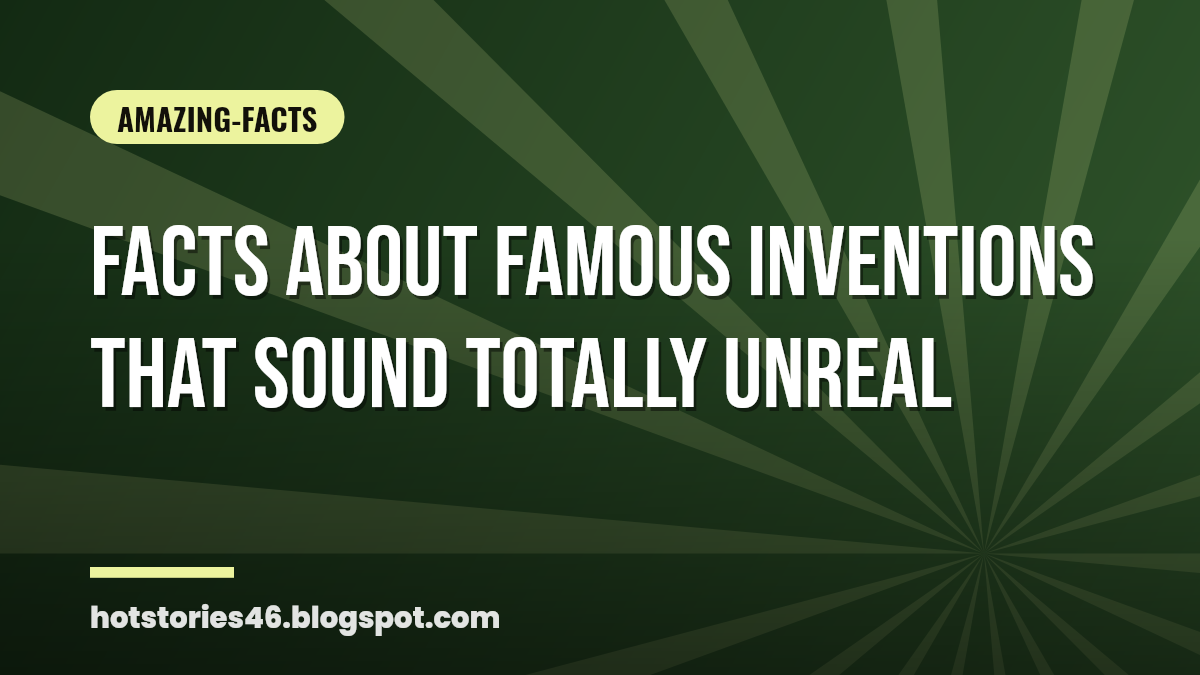 AMAZING-FACTS
FACTS ABOUT FAMOUS INVENTIONS
THAT SOUND TOTALLY UNREAL
hotstories46.blogspot.com